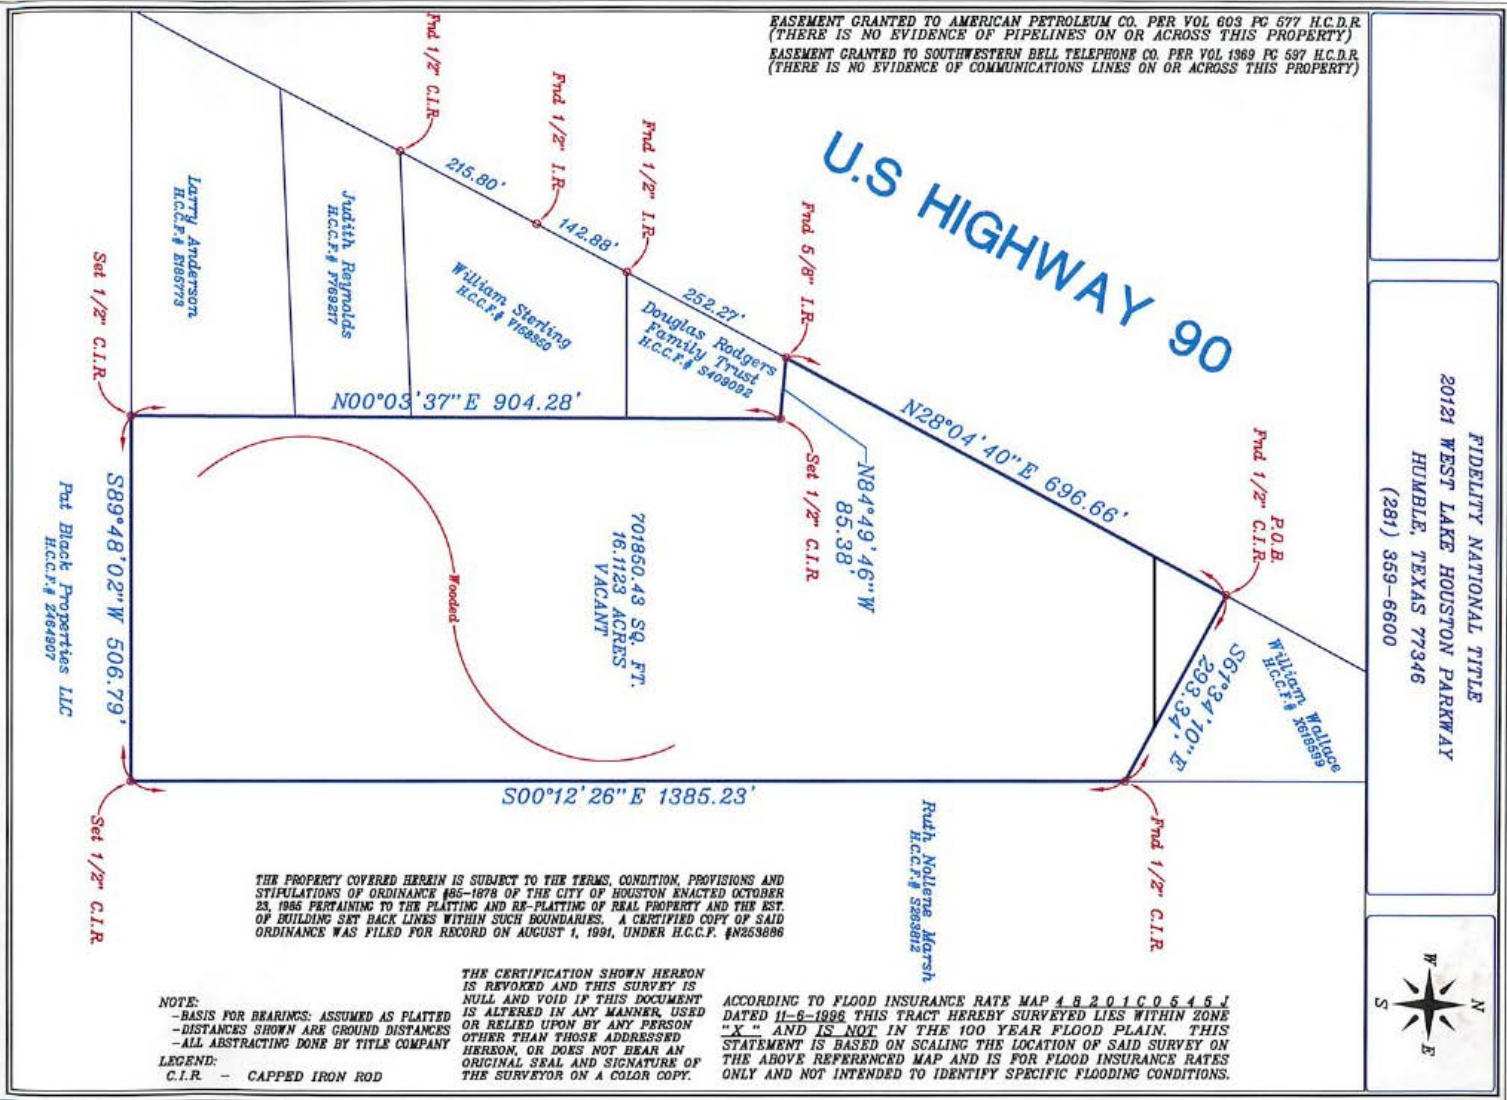 EASEMENT GRANTED TO AMERICAN PETROLEUM CO. PER VOL 603 PG 577 H.C.D.R.
(THERE IS NO EVIDENCE OF PIPELINES ON OR ACROSS THIS PROPERTY)
EASEMENT GRANTED TO SOUTHWESTERN BELL TELEPHONE CO. PER VOL 1369 PG 597 H.C.D.R.
(THERE IS NO EVIDENCE OF COMMUNICATIONS LINES ON OR ACROSS THIS PROPERTY)
FIDELITY NATIONAL TITLE
20121 WEST LAKE HOUSTON PARKWAY
HUMBLE, TEXAS 77346
(281) 359-6600
U.S HIGHWAY 90
Fnd 1/2" C.I.R.
Fnd 1/2" I.R.
Fnd 1/2" I.R.
Fnd 5/8" I.R.
215.80'
142.88'
252.27'
Larry Anderson
H.C.C.F.# E185773
Judith Reynolds
H.C.C.F.# F769217
William Sterling
H.C.C.F.# V168950
Douglas Rodgers
Family Trust
H.C.C.F.# S409092
N28°04'40"E 696.66'
P.O.B.
Fnd 1/2" C.I.R.
N00°03'37"E 904.28'
Set 1/2" C.I.R.
Set 1/2" C.I.R.
N84°49'46"W
85.38'
S61°34'10"E
293.34'
William Wallace
H.C.C.F.# X618599
S89°48'02"W 506.79'
Pat Black Properties LLC
H.C.C.F.# Z464907
Wooded
701850.43 SQ. FT.
16.1123 ACRES
VACANT
S00°12'26"E 1385.23'
Set 1/2" C.I.R.
Fnd 1/2" C.I.R.
Ruth Nollene Marsh
H.C.C.F.# S263812
N
W
E
S
THE PROPERTY COVERED HEREIN IS SUBJECT TO THE TERMS, CONDITION, PROVISIONS AND
STIPULATIONS OF ORDINANCE #85-1878 OF THE CITY OF HOUSTON ENACTED OCTOBER
23, 1985 PERTAINING TO THE PLATTING AND RE-PLATTING OF REAL PROPERTY AND THE EST.
OF BUILDING SET BACK LINES WITHIN SUCH BOUNDARIES. A CERTIFIED COPY OF SAID
ORDINANCE WAS FILED FOR RECORD ON AUGUST 1, 1991, UNDER H.C.C.F. #N253886
NOTE:
-BASIS FOR BEARINGS: ASSUMED AS PLATTED
-DISTANCES SHOWN ARE GROUND DISTANCES
-ALL ABSTRACTING DONE BY TITLE COMPANY
LEGEND:
C.I.R. - CAPPED IRON ROD
THE CERTIFICATION SHOWN HEREON
IS REVOKED AND THIS SURVEY IS
NULL AND VOID IF THIS DOCUMENT
IS ALTERED IN ANY MANNER, USED
OR RELIED UPON BY ANY PERSON
OTHER THAN THOSE ADDRESSED
HEREON, OR DOES NOT BEAR AN
ORIGINAL SEAL AND SIGNATURE OF
THE SURVEYOR ON A COLOR COPY.
ACCORDING TO FLOOD INSURANCE RATE MAP 4 8 2 0 1 C 0 5 4 5 J
DATED 11-6-1996 THIS TRACT HEREBY SURVEYED LIES WITHIN ZONE
"X " AND IS NOT IN THE 100 YEAR FLOOD PLAIN. THIS
STATEMENT IS BASED ON SCALING THE LOCATION OF SAID SURVEY ON
THE ABOVE REFERENCED MAP AND IS FOR FLOOD INSURANCE RATES
ONLY AND NOT INTENDED TO IDENTIFY SPECIFIC FLOODING CONDITIONS.